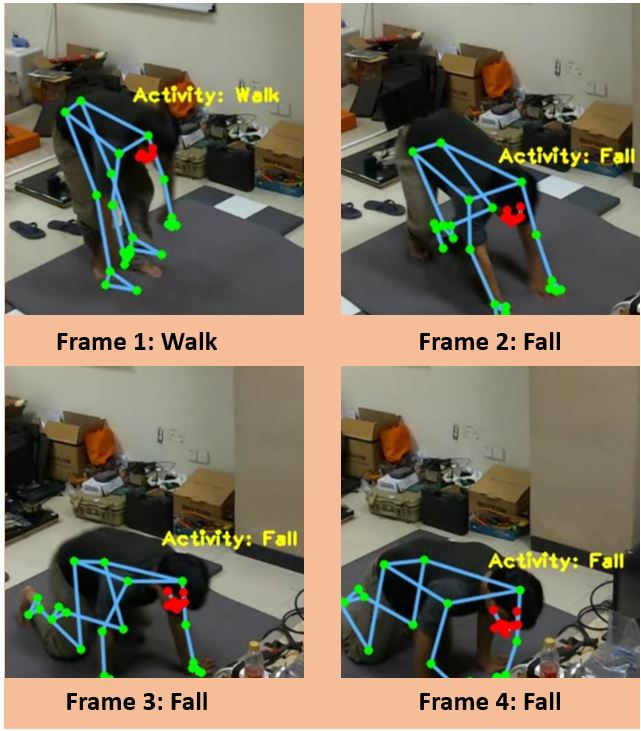 Activity: Walk
Activity: Fall
Frame 1: Walk
Frame 2: Fall
Activity: Fall
Activity: Fall
Frame 3: Fall
Frame 4: Fall